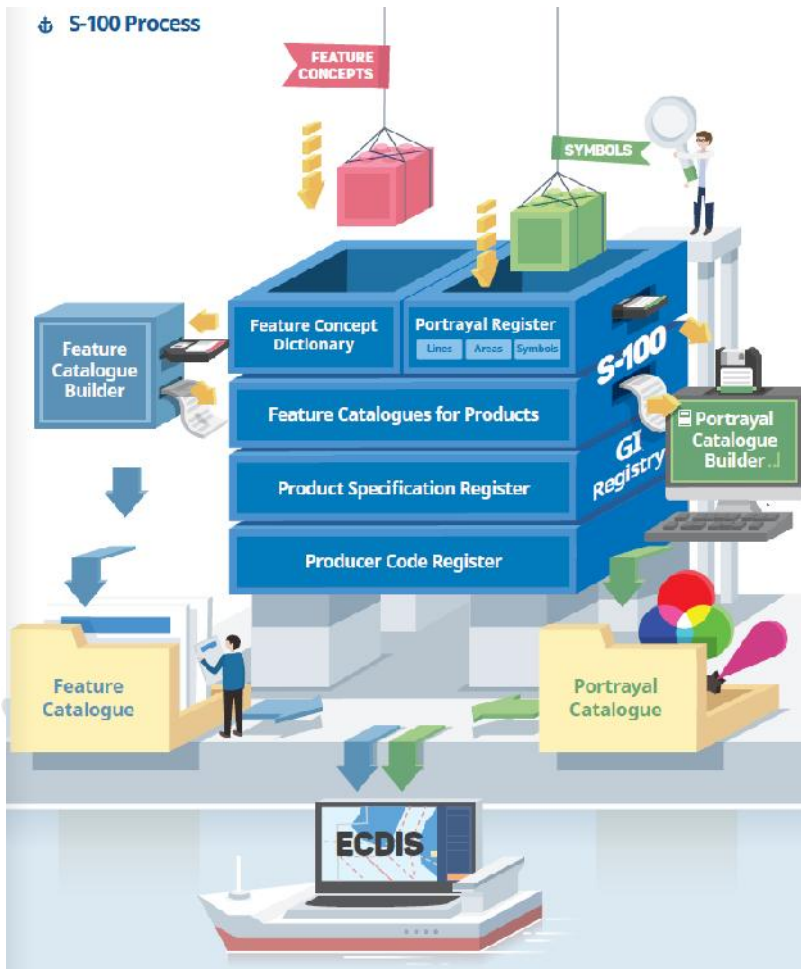 S-100 Process
FEATURE
CONCEPTS
SYMBOLS
Feature Concept
Dictionary
Portrayal Register
Lines Areas Symbols
S-100
GI
Registry
Feature
Catalogue
Builder
Feature Catalogues for Products
Portrayal
Catalogue
Builder..
Product Specification Register
Producer Code Register
Feature
Catalogue
Portrayal
Catalogue
ECDIS